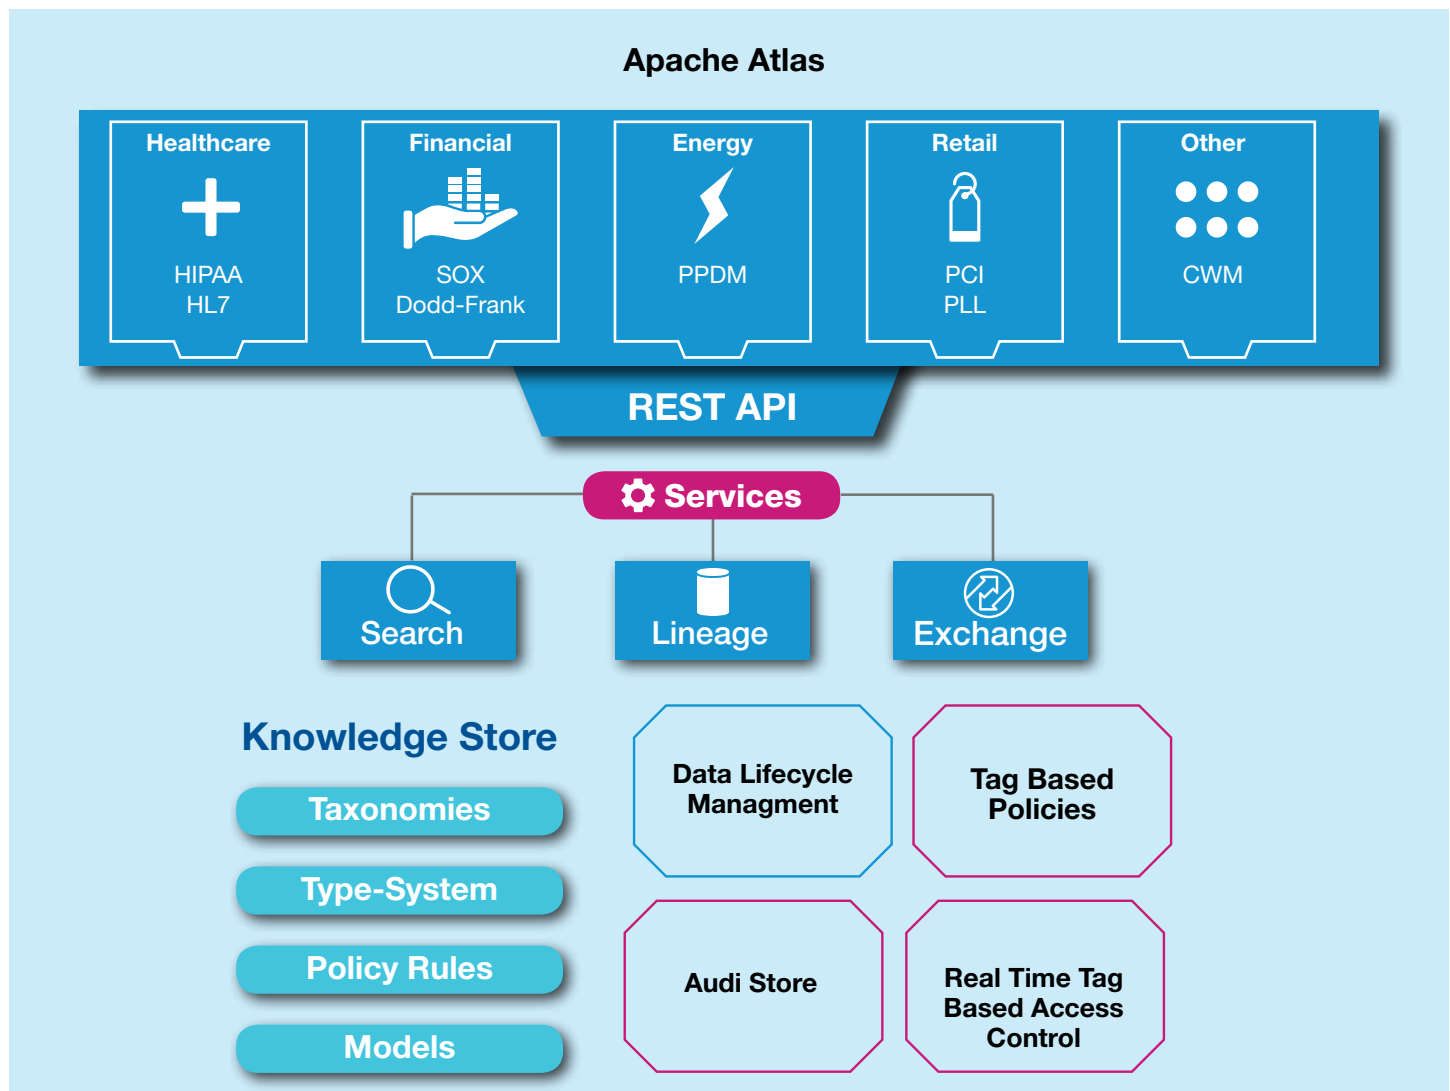 Apache Atlas
Healthcare
HIPAA
HL7
Financial
SOX
Dodd-Frank
Energy
PPDM
Retail
PCI
PLL
Other
CWM
REST API
Services
Search
Lineage
Exchange
Knowledge Store
Taxonomies
Type-System
Policy Rules
Models
Data Lifecycle
Managment
Tag Based
Policies
Audi Store
Real Time Tag
Based Access
Control